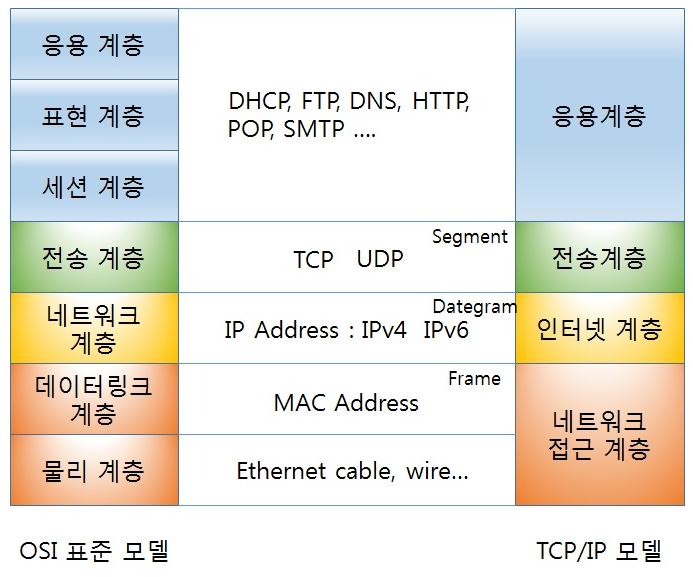 응용 계층
표현 계층
세션 계층
전송 계층
네트워크
계층
데이터링크
계층
물리 계층
DHCP, FTP, DNS, HTTP,
POP, SMTP ....
Segment
TCP UDP
Dategram
IP Address : IPv4 IPv6
Frame
MAC Address
Ethernet cable, wire...
응용계층
전송계층
인터넷 계층
네트워크
접근 계층
OSI 표준 모델
TCP/IP 모델